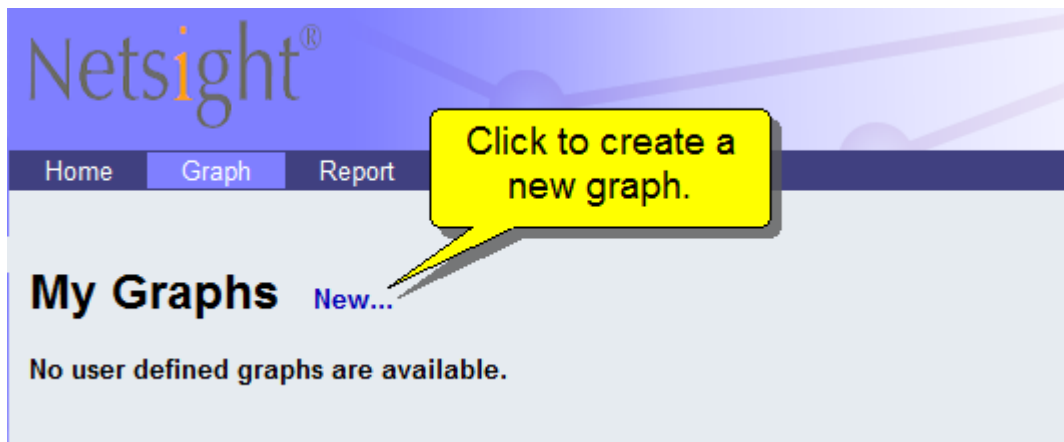 Netsight®
Click to create a
new graph.
Home Graph Report
My Graphs New...
No user defined graphs are available.